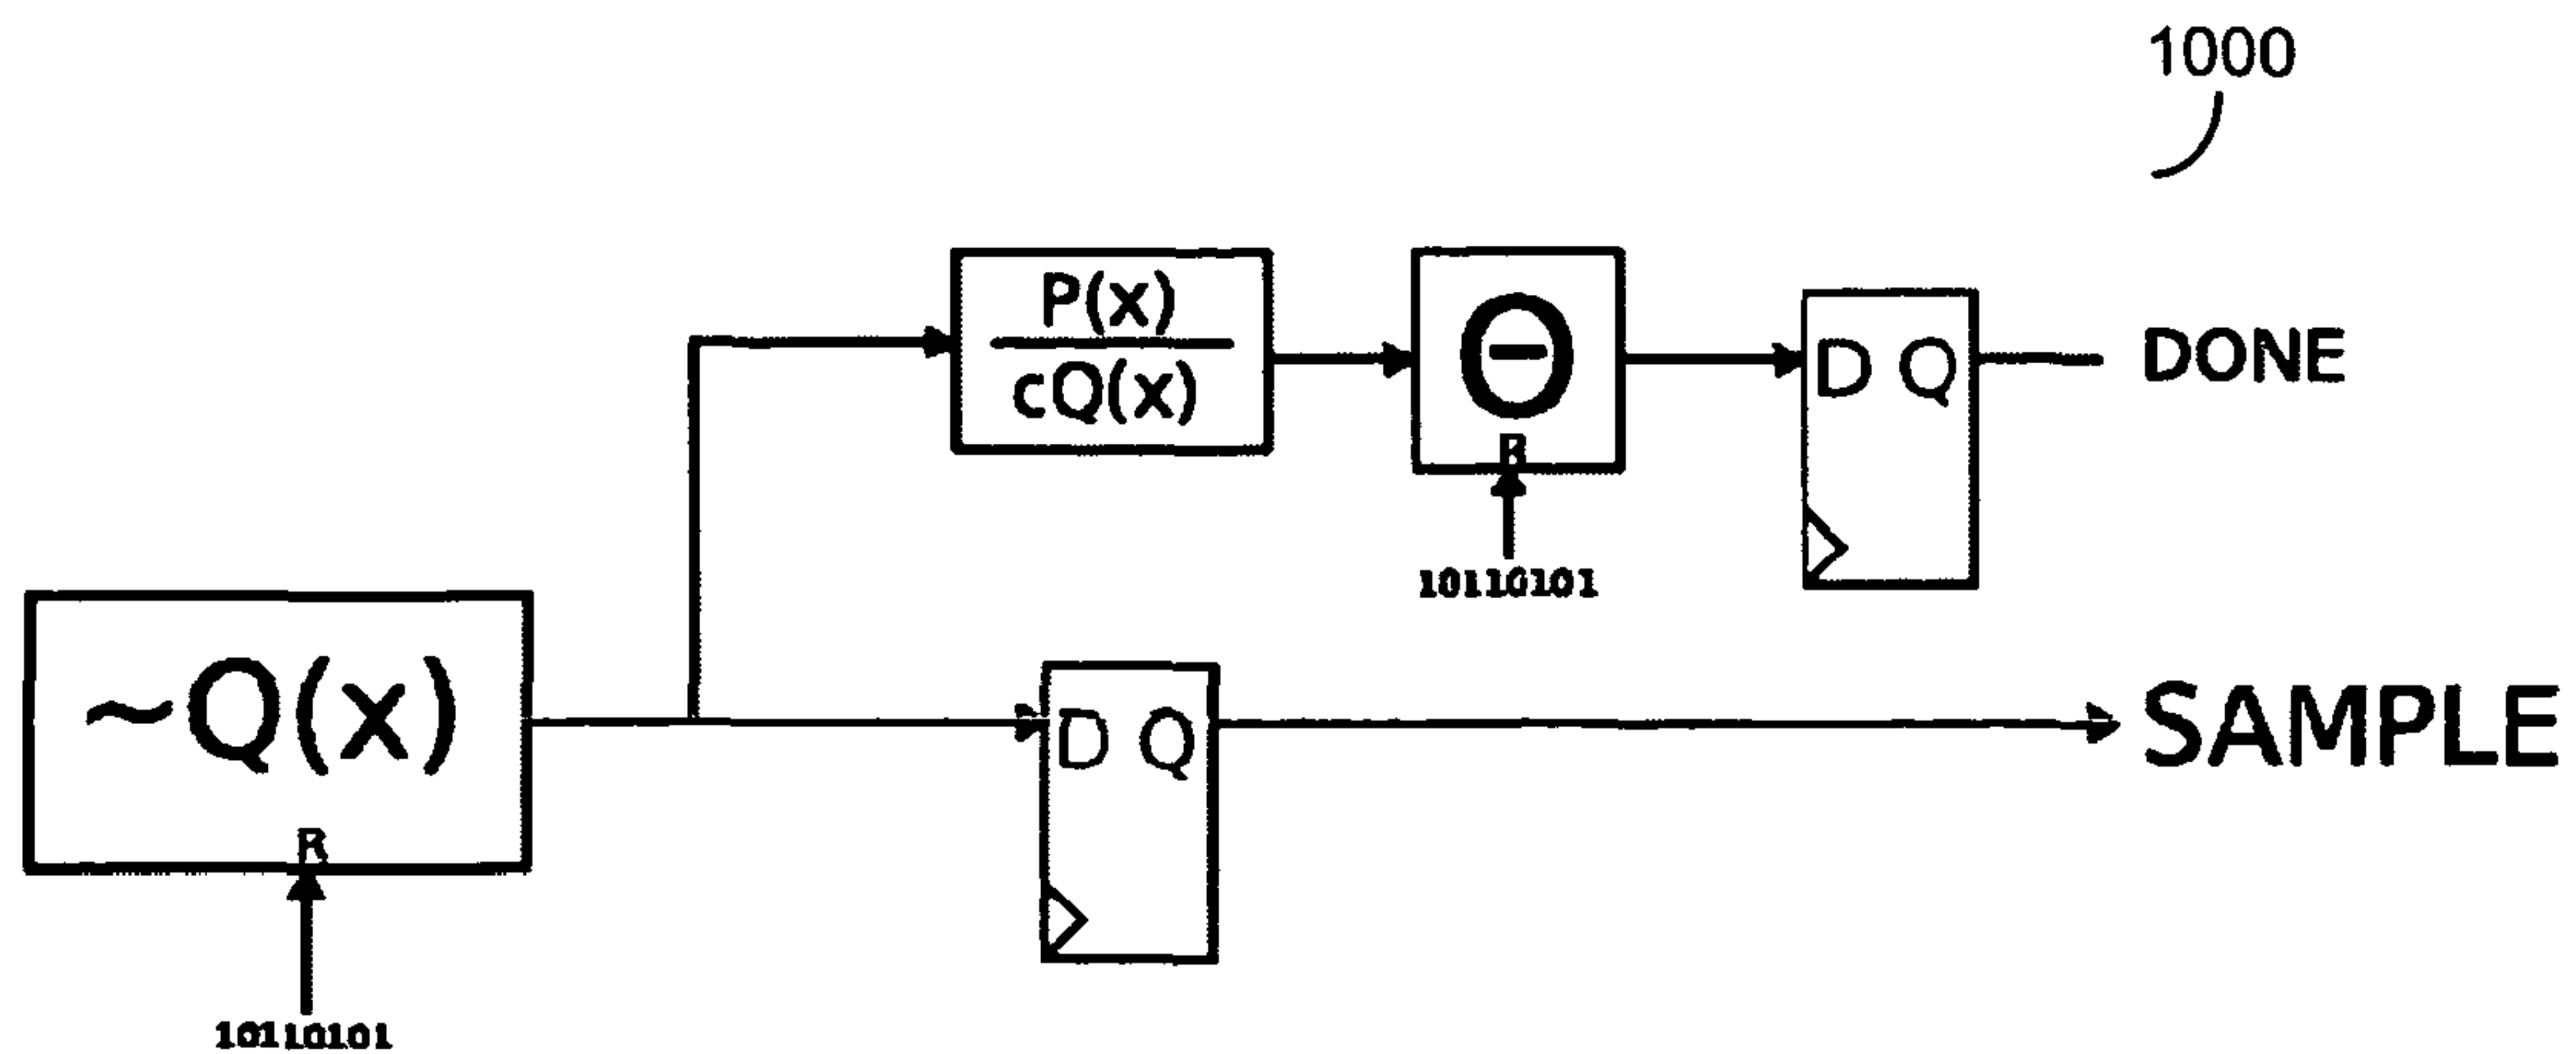 1000
P(x)
cQ(x)
Θ
R
10110101
D Q
DONE
~Q(x)
R
10110101
D Q
SAMPLE